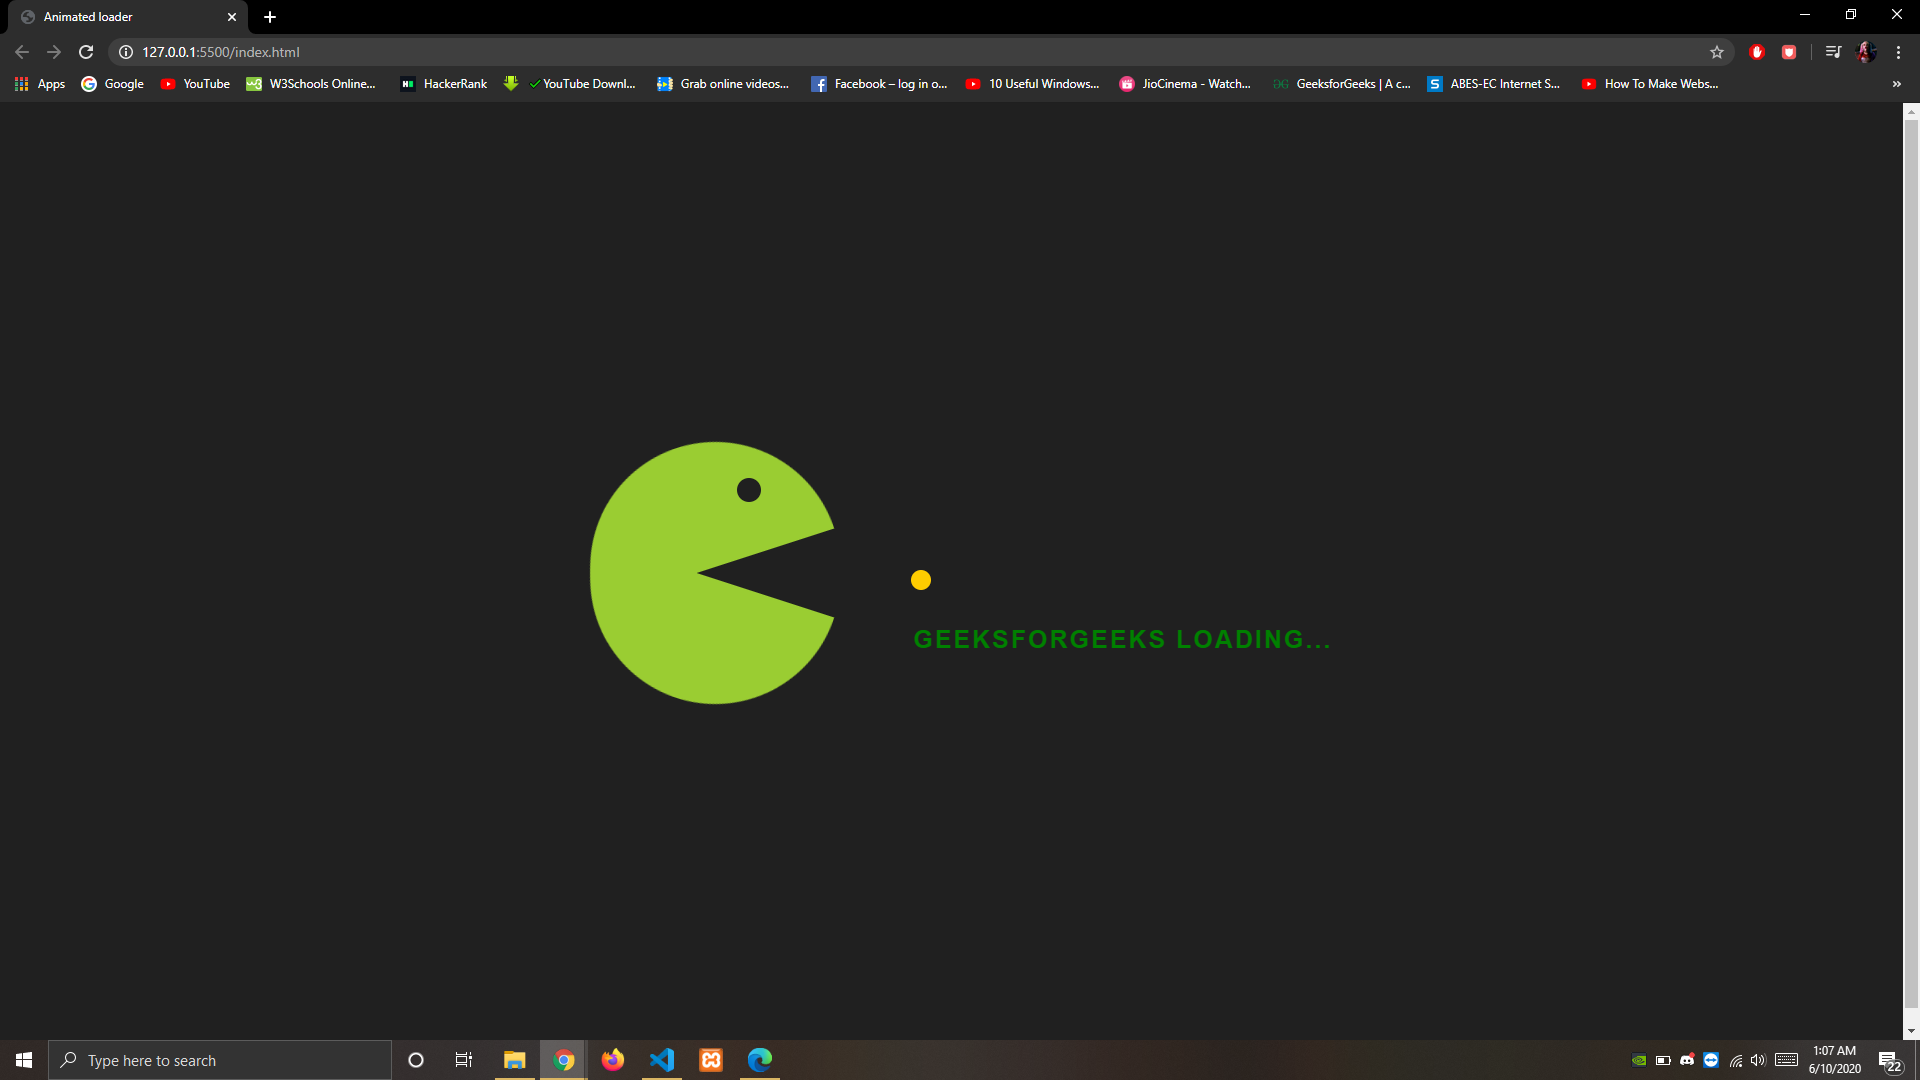 Animated loader
127.0.0.1:5500/index.html
Apps Google YouTube W3Schools Online... HackerRank YouTube Downl... Grab online videos... Facebook – log in o... 10 Useful Windows... JioCinema - Watch... GeeksforGeeks | A c... ABES-EC Internet S... How To Make Webs... »
GEEKSFORGEEKS LOADING...
Type here to search
1:07 AM
6/10/2020
22